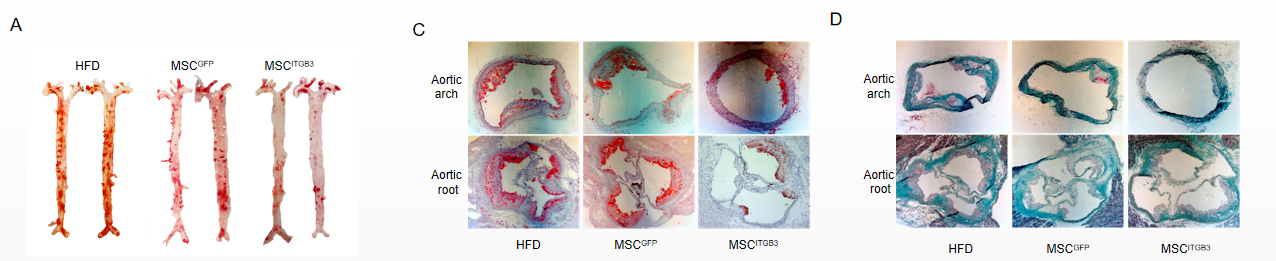 A
HFD
MSCGFP
MSCITGB3
C
Aortic
arch
Aortic
root
HFD
MSCGFP
MSCITGB3
D
Aortic
arch
Aortic
root
HFD
MSCGFP
MSCITGB3